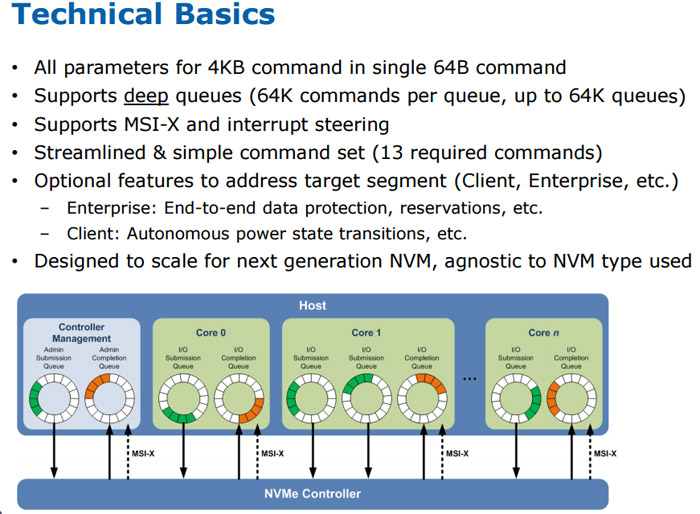 Technical Basics
• All parameters for 4KB command in single 64B command
• Supports deep queues (64K commands per queue, up to 64K queues)
• Supports MSI-X and interrupt steering
• Streamlined & simple command set (13 required commands)
• Optional features to address target segment (Client, Enterprise, etc.)
– Enterprise: End-to-end data protection, reservations, etc.
– Client: Autonomous power state transitions, etc.
• Designed to scale for next generation NVM, agnostic to NVM type used
Host
Controller
Management
Admin
Submission
Queue
Admin
Completion
Queue
Core 0
I/O
Submission
Queue
I/O
Completion
Queue
Core 1
I/O
Submission
Queue
I/O
Submission
Queue
I/O
Completion
Queue
...
Core n
I/O
Submission
Queue
I/O
Completion
Queue
MSI-X
MSI-X
MSI-X
MSI-X
NVMe Controller